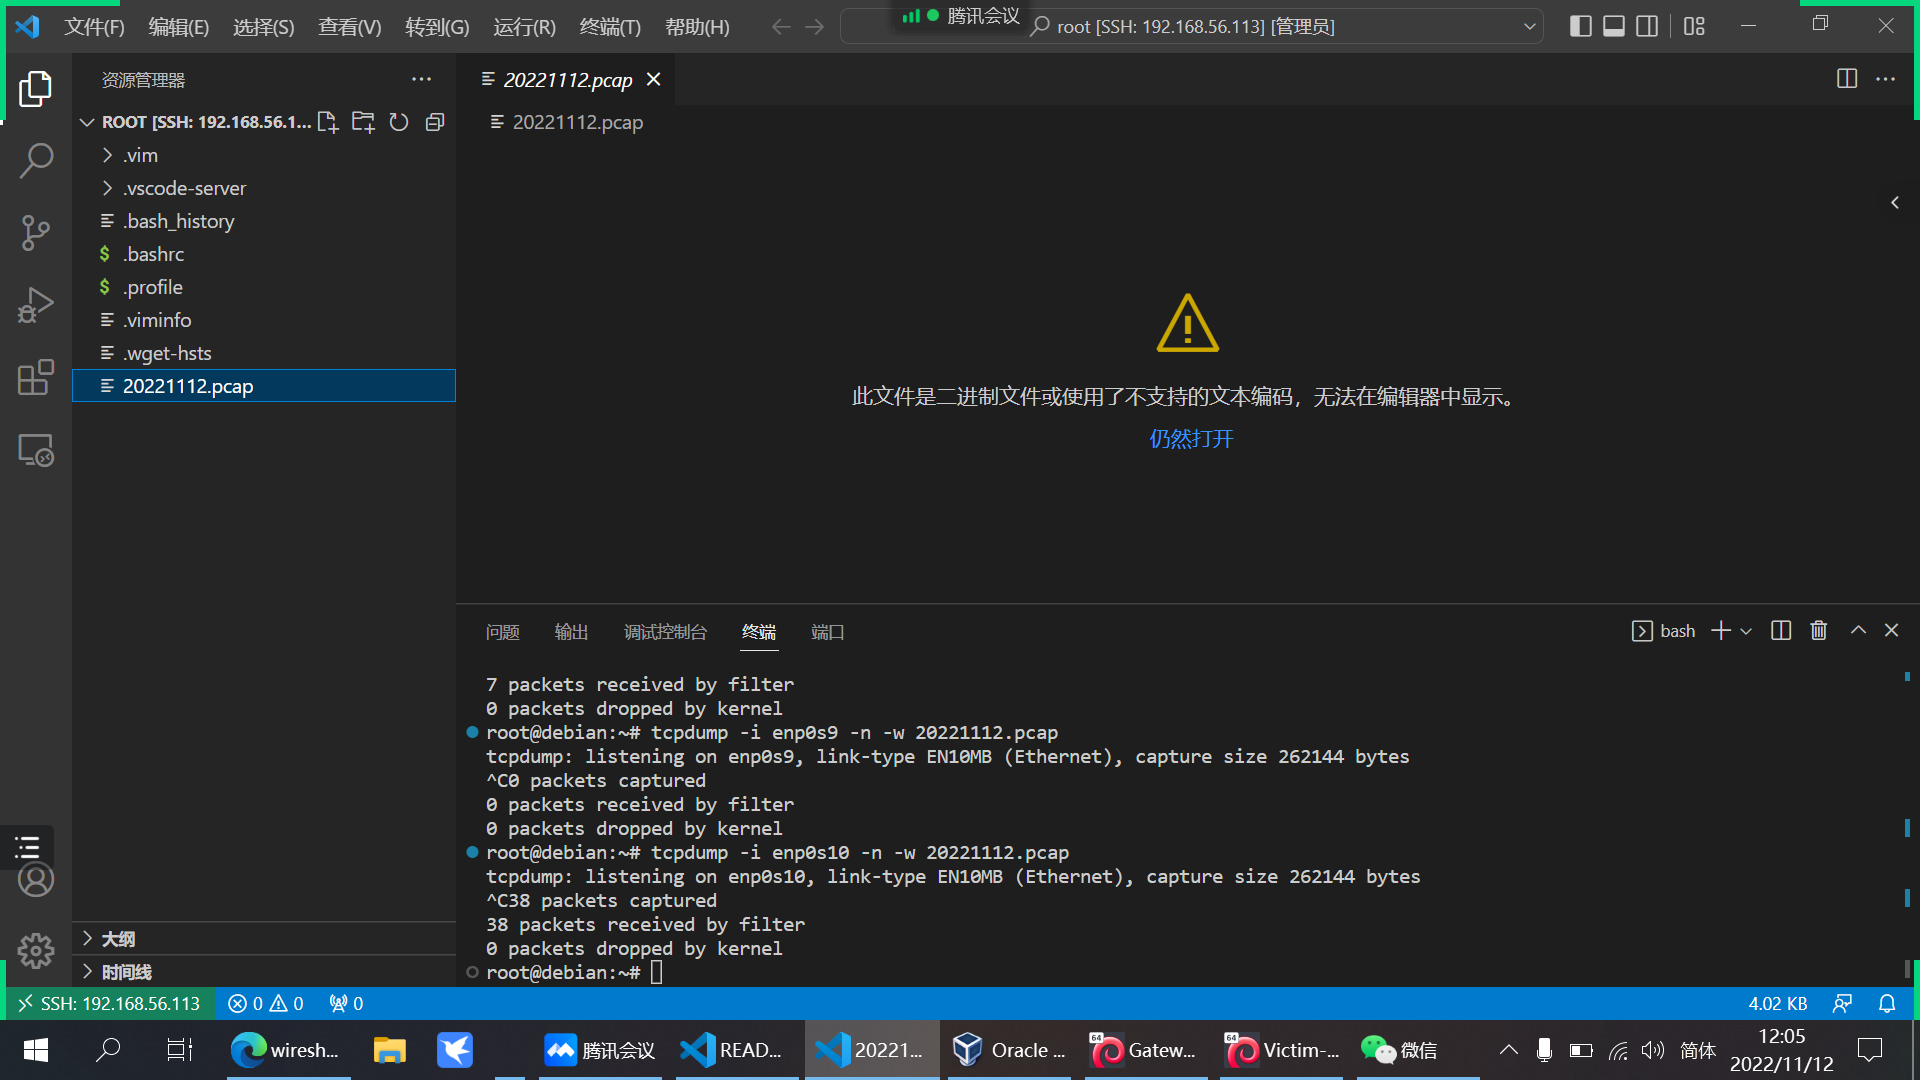 文件(F) 编辑(E) 选择(S) 查看(V) 转到(G) 运行(R) 终端(T) 帮助(H)
腾讯会议
root [SSH: 192.168.56.113] [管理员]
资源管理器
ROOT [SSH: 192.168.56.1...
.vim
.vscode-server
.bash_history
$ .bashrc
$ .profile
.viminfo
.wget-hsts
20221112.pcap
大纲
时间线
20221112.pcap
20221112.pcap
此文件是二进制文件或使用了不支持的文本编码，无法在编辑器中显示。
仍然打开
问题 输出 调试控制台 终端 端口
bash
7 packets received by filter
0 packets dropped by kernel
root@debian:~# tcpdump -i enp0s9 -n -w 20221112.pcap
tcpdump: listening on enp0s9, link-type EN10MB (Ethernet), capture size 262144 bytes
^C0 packets captured
0 packets received by filter
0 packets dropped by kernel
root@debian:~# tcpdump -i enp0s10 -n -w 20221112.pcap
tcpdump: listening on enp0s10, link-type EN10MB (Ethernet), capture size 262144 bytes
^C38 packets captured
38 packets received by filter
0 packets dropped by kernel
root@debian:~#
SSH: 192.168.56.113 0 0 0
4.02 KB
wiresh...
腾讯会议
READ...
20221...
Oracle ...
64 Gatew...
64 Victim-...
微信
简体
12:05
2022/11/12